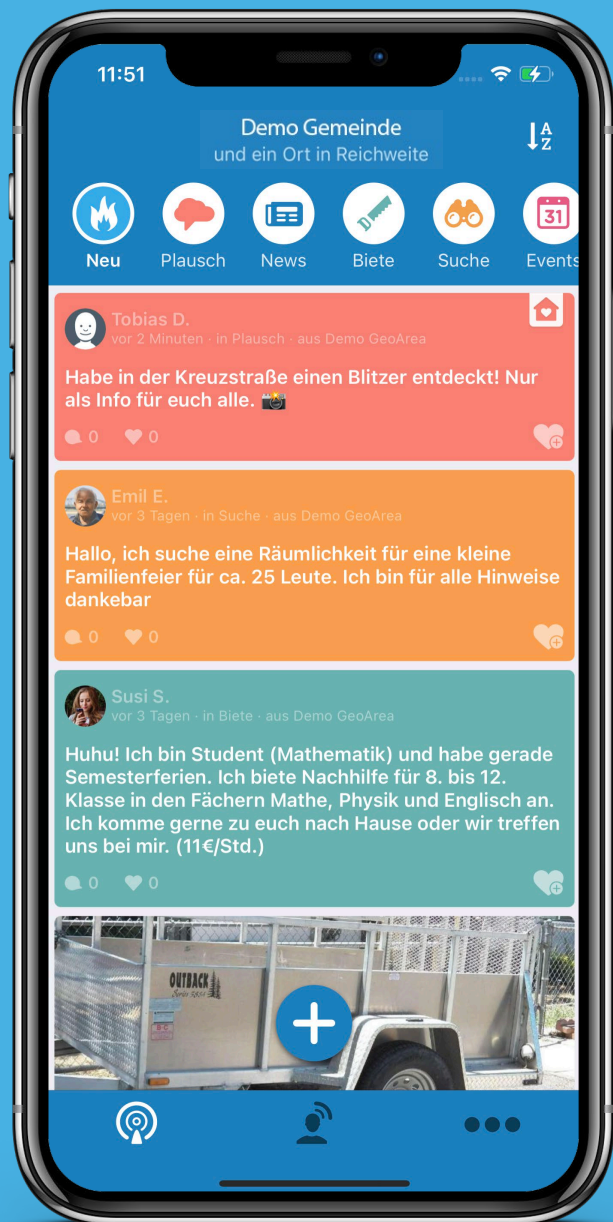 11:51
Demo Gemeinde
und ein Ort in Reichweite
A
Z
31
Neu Plausch News Biete Suche Events
Tobias D.
vor 2 Minuten · in Plausch · aus Demo GeoArea
Habe in der Kreuzstraße einen Blitzer entdeckt! Nur
als Info für euch alle. 📸
0 0
Emil E.
vor 3 Tagen · in Suche · aus Demo GeoArea
Hallo, ich suche eine Räumlichkeit für eine kleine
Familienfeier für ca. 25 Leute. Ich bin für alle Hinweise
dankebar
0 0
Susi S.
vor 3 Tagen · in Biete · aus Demo GeoArea
Huhu! Ich bin Student (Mathematik) und habe gerade
Semesterferien. Ich biete Nachhilfe für 8. bis 12.
Klasse in den Fächern Mathe, Physik und Englisch an.
Ich komme gerne zu euch nach Hause oder wir treffen
uns bei mir. (11€/Std.)
0 0
OUTBACK